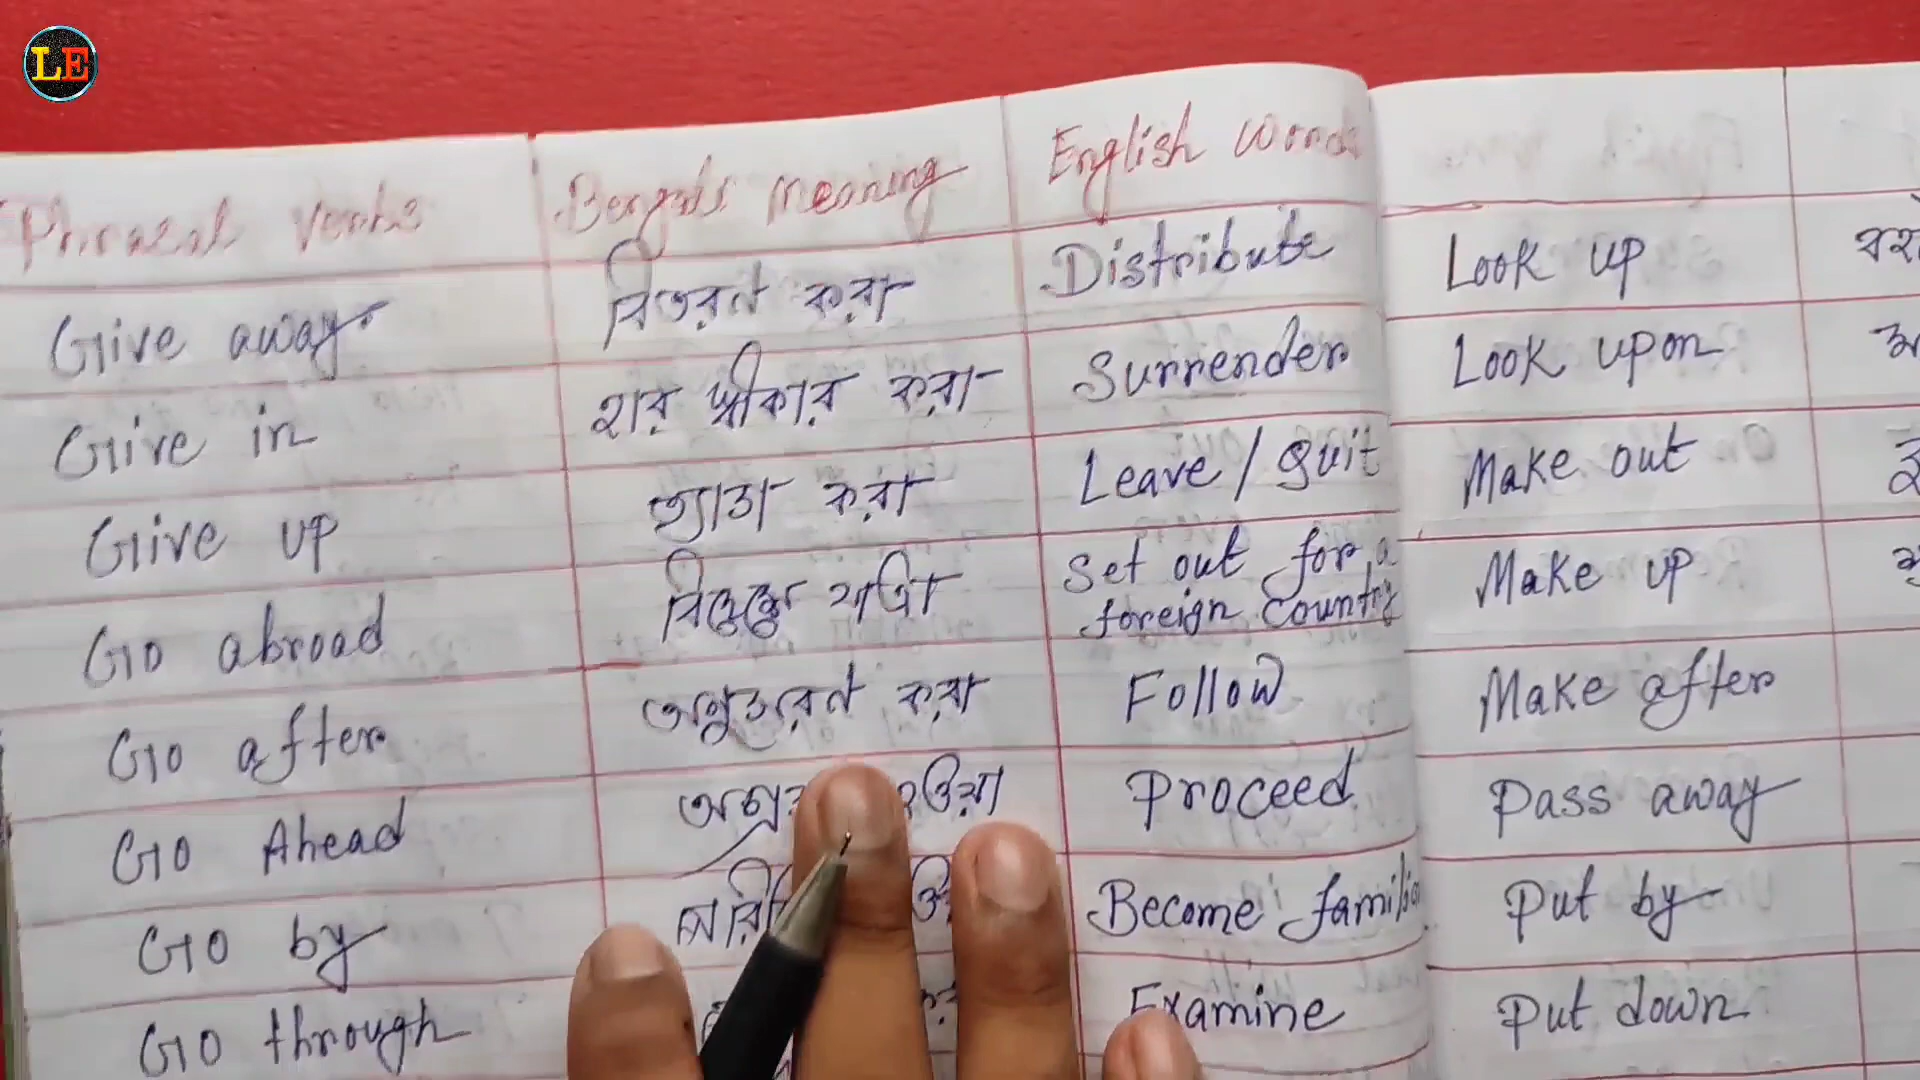 LE
Phrasal Verbs Bengali Meaning English Words
Give away বিতরণ করা Distribute Look up
Give in হার স্বীকার করা Surrender Look upon
Give up ত্যাগ করা Leave / Quit Make out
Go abroad যাত্রা Set out for a
foreign country Make up
Go after অনুসরণ করা Follow Make after
Go Ahead Proceed Pass away
Go by Become Put by
Go through Examine Put down